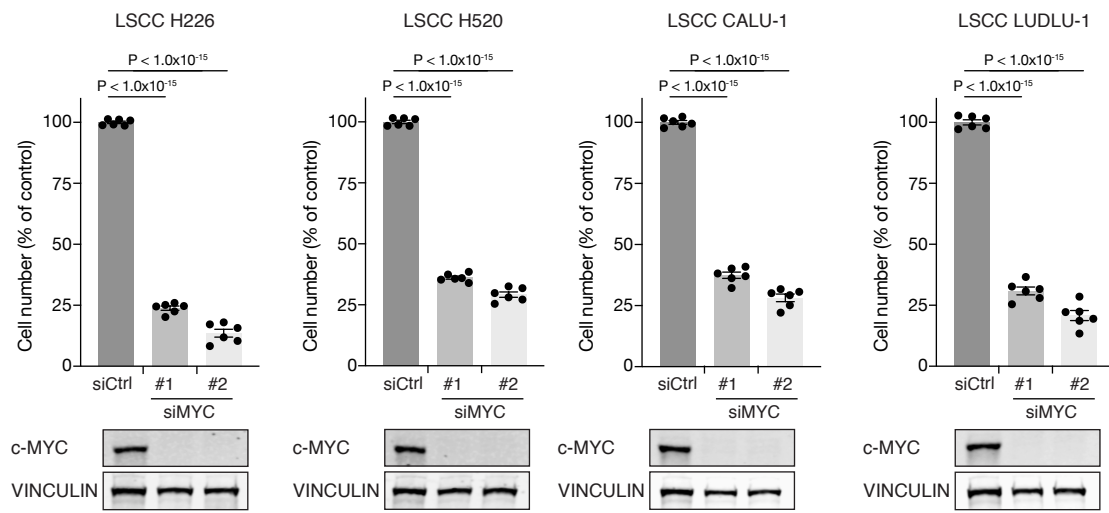 LSCC H226
P < 1.0x10-15
P < 1.0x10-15
Cell number (% of control)
100
75
50
25
0
siCtrl #1 #2
siMYC
c-MYC
VINCULIN
LSCC H520
P < 1.0x10-15
P < 1.0x10-15
Cell number (% of control)
100
75
50
25
0
siCtrl #1 #2
siMYC
c-MYC
VINCULIN
LSCC CALU-1
P < 1.0x10-15
P < 1.0x10-15
Cell number (% of control)
100
75
50
25
0
siCtrl #1 #2
siMYC
c-MYC
VINCULIN
LSCC LUDLU-1
P < 1.0x10-15
P < 1.0x10-15
Cell number (% of control)
100
75
50
25
0
siCtrl #1 #2
siMYC
c-MYC
VINCULIN